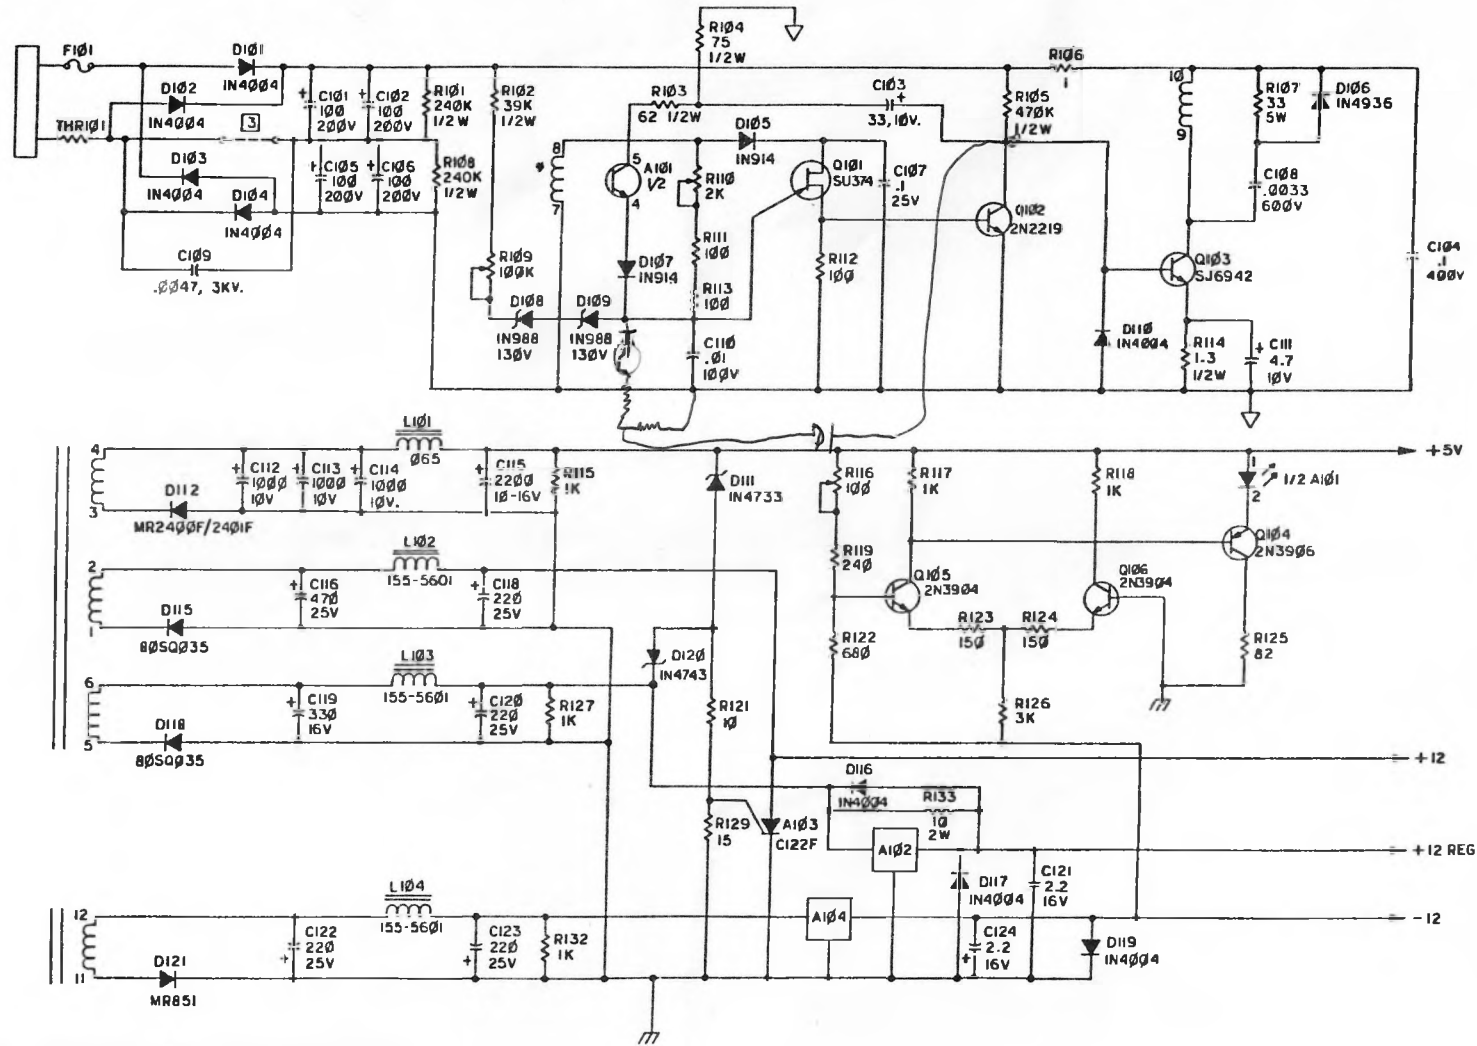 F101
D101
1N4004
D102
1N4004
THR101
3
D103
1N4004
D104
1N4004
C109
.0047, 3KV.
C101
100
200V
C102
100
200V
R101
240K
1/2W
R102
39K
1/2W
C105
100
200V
C106
100
200V
R108
240K
1/2W
R104
75
1/2W
R103
62 1/2W
C103
33,10V.
R106
1
R105
470K
1/2W
10
9
R107
33
5W
D106
1N4936
8
7
*
5
A101
1/2
4
D105
1N914
R110
2K
Q101
SU374
C107
.1
25V
Q102
2N2219
C108
.0033
600V
C104
.1
400V
R109
100K
D107
1N914
R111
100
R113
100
R112
100
Q103
SJ6942
D108
1N988
130V
D109
1N988
130V
C110
.01
100V
D110
1N4004
R114
1.3
1/2W
C111
4.7
10V
4
3
L101
065
C112
1000
10V
C113
1000
10V
C114
1000
10V.
C115
2200
10-16V
R115
1K
D112
MR2400F/2401F
D111
1N4733
R116
100
R117
1K
R118
1K
1
2
1/2 A101
+5V
R119
240
Q104
2N3906
Q105
2N3904
Q106
2N3904
2
1
L102
155-5601
C116
470
25V
C118
220
25V
D115
80SQ035
R122
680
R123
150
R124
150
R125
82
D120
1N4743
6
5
L103
155-5601
C119
330
16V
C120
220
25V
R127
1K
D118
80SQ035
R121
10
R126
3K
+12
D116
1N4004
R133
10
2W
R129
15
A103
C122F
A102
+12 REG
D117
1N4004
C121
2.2
16V
12
11
L104
155-5601
C122
220
25V
C123
220
25V
R132
1K
A104
C124
2.2
16V
D119
1N4004
-12
D121
MR851